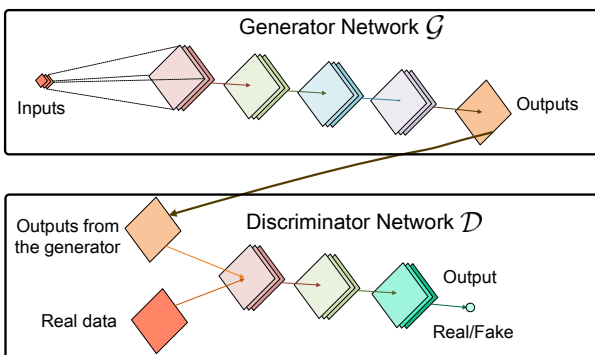 Generator Network 𝒢
Inputs
Outputs
Outputs from
the generator
Discriminator Network 𝒟
Real data
Output
Real/Fake